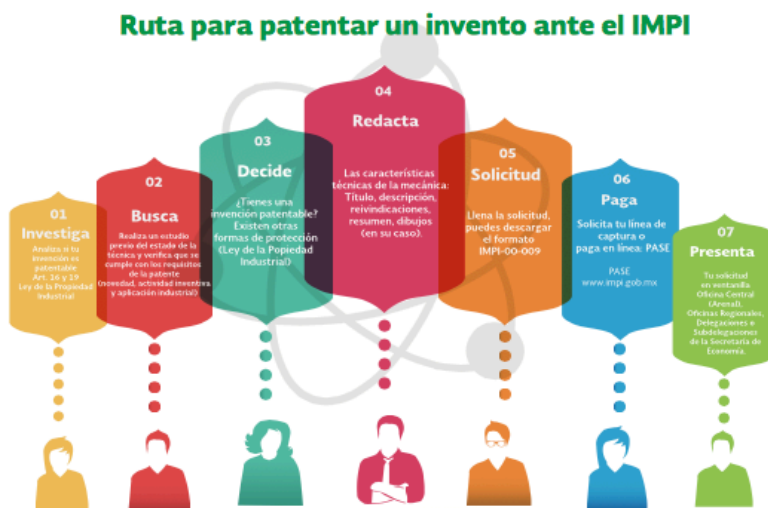 Ruta para patentar un invento ante el IMPI
01
Investiga
Analiza si tu
invención es
patentable
Art. 16 y 19
Ley de la Propiedad
Industrial
02
Busca
Realiza un estudio
previo del estado de la
técnica y verifica que se
cumple con los requisitos
de la patente
(novedad, actividad inventiva
y aplicación industrial)
03
Decide
¿Tienes una
invención patentable?
Existen otras
formas de protección
(Ley de la Propiedad
Industrial)
04
Redacta
Las características
técnicas de la mecánica:
Título, descripción,
reivindicaciones,
resumen, dibujos
(en su caso).
05
Solicitud
Llena la solicitud,
puedes descargar
el formato
IMPI-00-009
06
Paga
Solicita tu línea de
captura o
paga en línea: PASE
PASE
www.impi.gob.mx
07
Presenta
Tu solicitud
en ventanilla
Oficina Central
(Arenal),
Oficinas Regionales,
Delegaciones o
Subdelegaciones
de la Secretaría de
Economía.